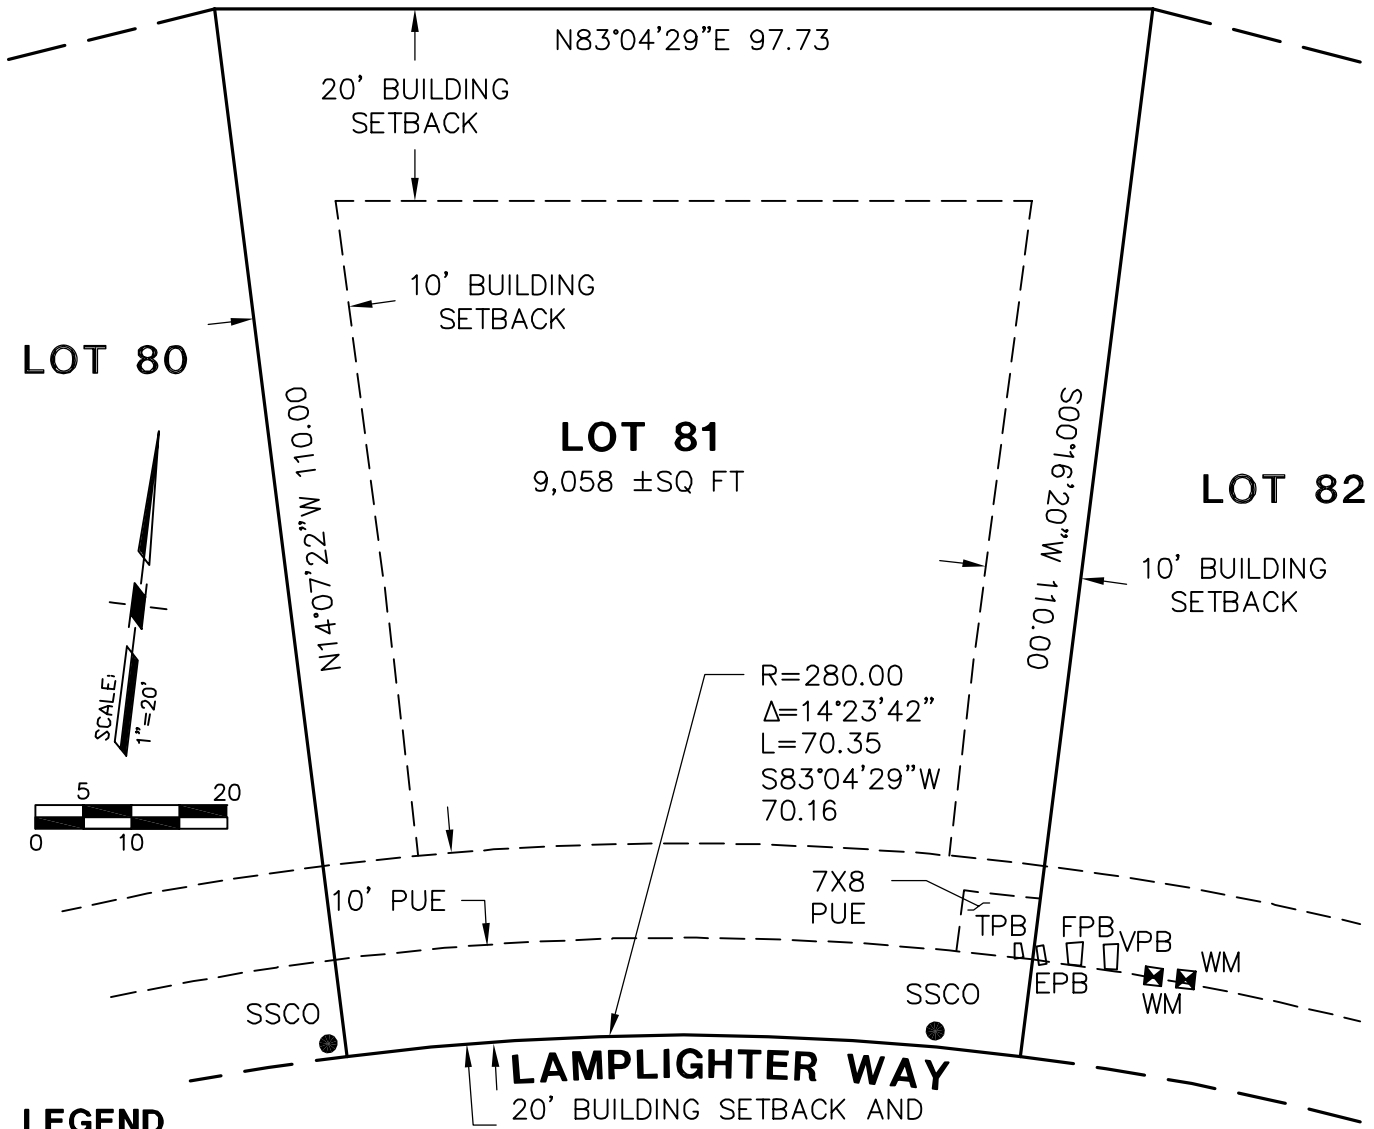 N83°04'29"E 97.73
20' BUILDING
SETBACK
10' BUILDING
SETBACK
LOT 80
N14°07'22"W 110.00
LOT 81
9,058 ±SQ FT
S00°16'20"W 110.00
LOT 82
10' BUILDING
SETBACK
SCALE:
1"=20'
R=280.00
Δ=14°23'42"
L=70.35
S83°04'29"W
70.16
5 20
0 10
10' PUE
7X8
PUE
TPB
FPB
VPB
EPB
WM
WM
SSCO
SSCO
LAMPLIGHTER WAY
20' BUILDING SETBACK AND
LEGEND